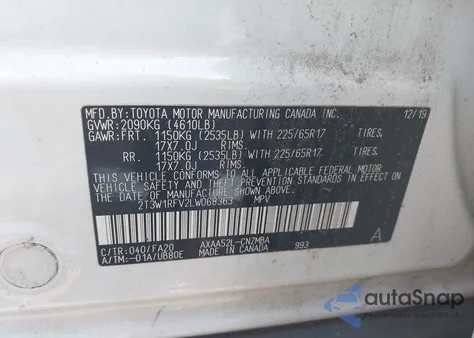 MFD.BY: TOYOTA MOTOR MANUFACTURING CANADA INC. 12/19
GVWR: 2090KG (4610LB)
GAWR: FRT. 1150KG (2535LB) WITH 225/65R17 TIRES,
17X7.0J RIMS.
RR. 1150KG (2535LB) WITH 225/65R17 TIRES,
17X7.0J RIMS.
THIS VEHICLE CONFORMS TO ALL APPLICABLE FEDERAL MOTOR VEHICLE
SAFETY, BUMPER, AND THEFT PREVENTION STANDARDS IN EFFECT
ON THE DATE OF MANUFACTURE SHOWN ABOVE.
2T3W1RFV2LW068363 MPV
C/TR: 040/FA20 AXAA52L-CNZMBA A
A/TM: -01A/UB80E MADE IN CANADA 993
autoSnap